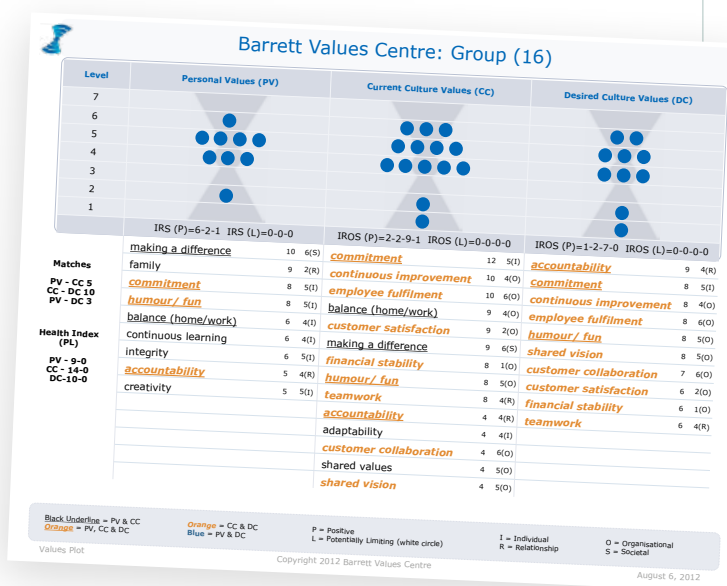 Barrett Values Centre: Group (16)
Level Personal Values (PV) Current Culture Values (CC) Desired Culture Values (DC)
7
6
5
4
3
2
1
IRS (P)=6-2-1 IRS (L)=0-0-0 IROS (P)=2-2-9-1 IROS (L)=0-0-0-0 IROS (P)=1-2-7-0 IROS (L)=0-0-0-0
Matches
PV - CC 5
CC - DC 10
PV - DC 3
Health Index
(PL)
PV - 9-0
CC - 14-0
DC-10-0
making a difference 10 6(S)
family 9 2(R)
commitment 8 5(I)
humour/ fun 8 5(I)
balance (home/work) 6 4(I)
continuous learning 6 4(I)
integrity 6 5(I)
accountability 5 4(R)
creativity 5 5(I)
commitment 12 5(I)
continuous improvement 10 4(O)
employee fulfilment 10 6(O)
balance (home/work) 9 4(O)
customer satisfaction 9 2(O)
making a difference 9 6(S)
financial stability 8 1(O)
humour/ fun 8 5(O)
teamwork 8 4(R)
accountability 4 4(R)
adaptability 4 4(I)
customer collaboration 4 6(O)
shared values 4 5(O)
shared vision 4 5(O)
accountability 9 4(R)
commitment 8 5(I)
continuous improvement 8 4(O)
employee fulfilment 8 6(O)
humour/ fun 8 5(O)
shared vision 8 5(O)
customer collaboration 7 6(O)
customer satisfaction 6 2(O)
financial stability 6 1(O)
teamwork 6 4(R)
Black Underline = PV & CC
Orange = PV, CC & DC
Orange = CC & DC
Blue = PV & DC
P = Positive
L = Potentially Limiting (white circle)
I = Individual
R = Relationship
O = Organisational
S = Societal
Values Plot Copyright 2012 Barrett Values Centre August 6, 2012